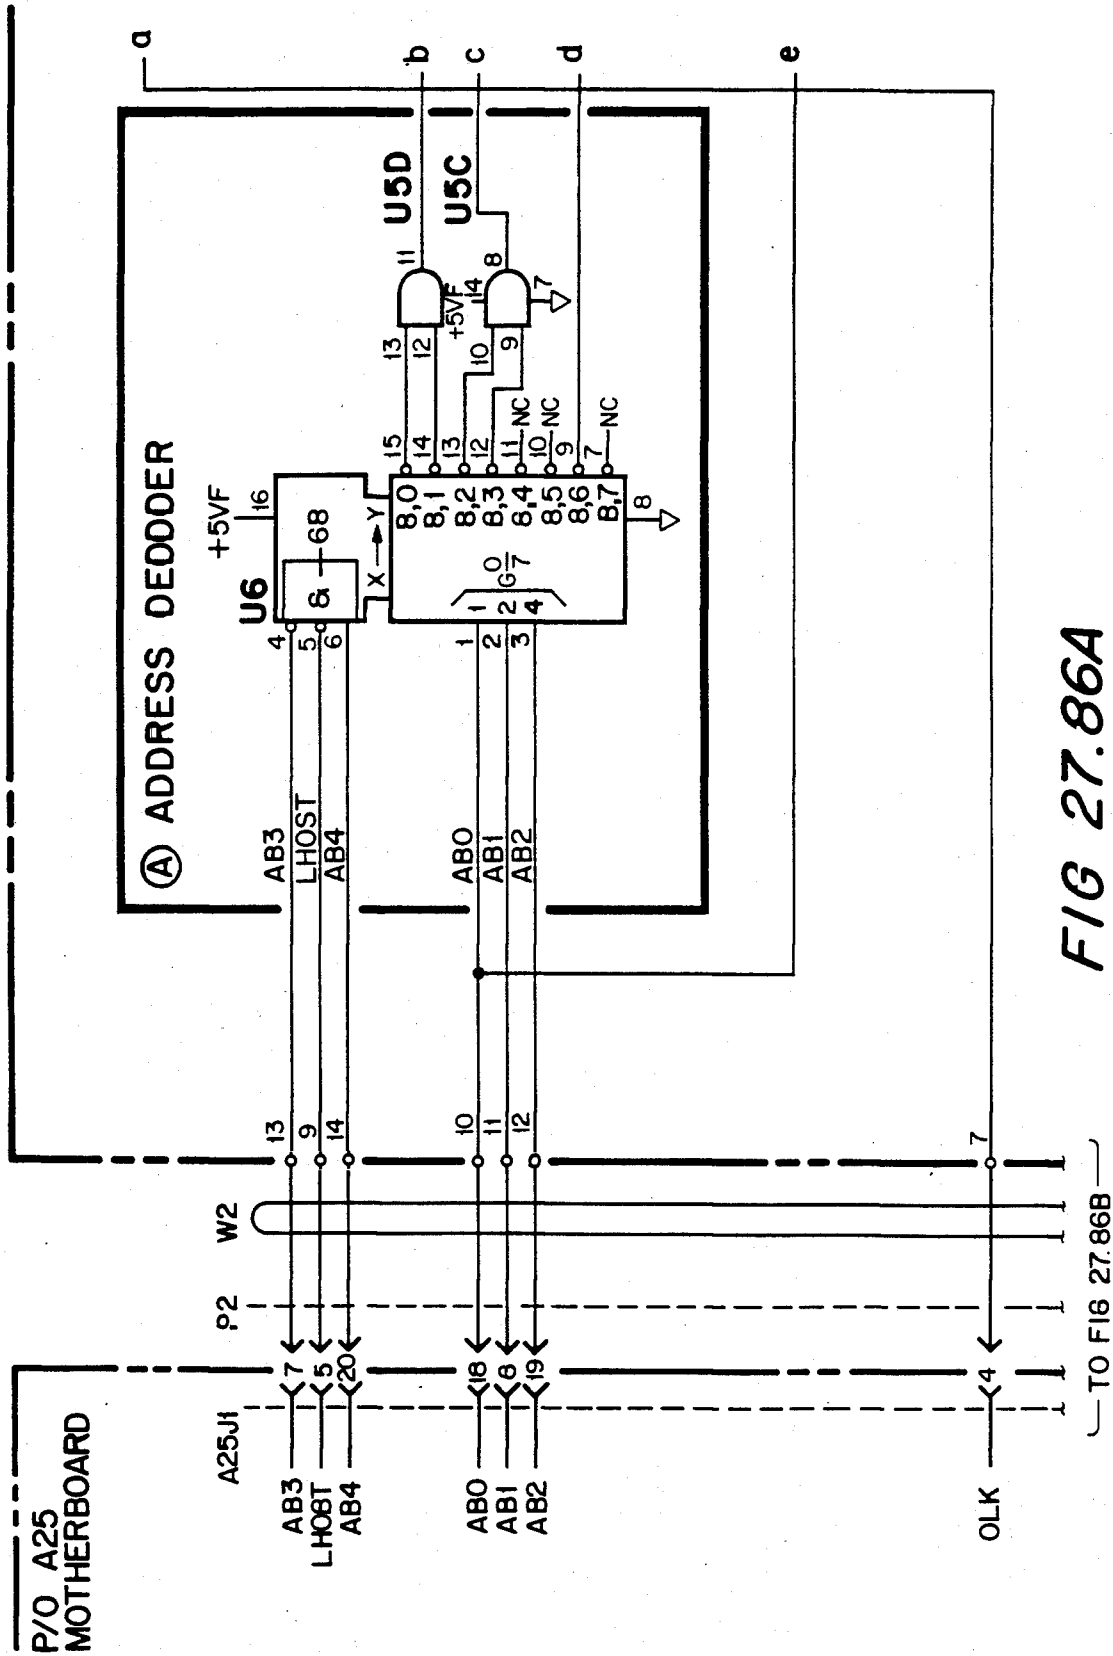 P/O A25
MOTHERBOARD
A25J1
P2
W2
AB3
7
13
AB3
4
LHOBT
5
9
LHOST
5
AB4
20
14
AB4
6
AB0
18
10
AB0
1
AB1
8
11
AB1
2
AB2
19
12
AB2
3
OLK
4
7
A ADDRESS DEDDDER
+5VF
16
U6
&
68
X
Y
1
2
4
G 0/7
8,0
8,1
8,2
8,3
8,4
8,5
8,6
8,7
8
15
14
13
12
11 NC
10 NC
9
7 NC
13
12
11
U5D
+5VF
14
10
9
8
7
U5C
a
b
c
d
e
TO FIG 27.86B
FIG 27.86A